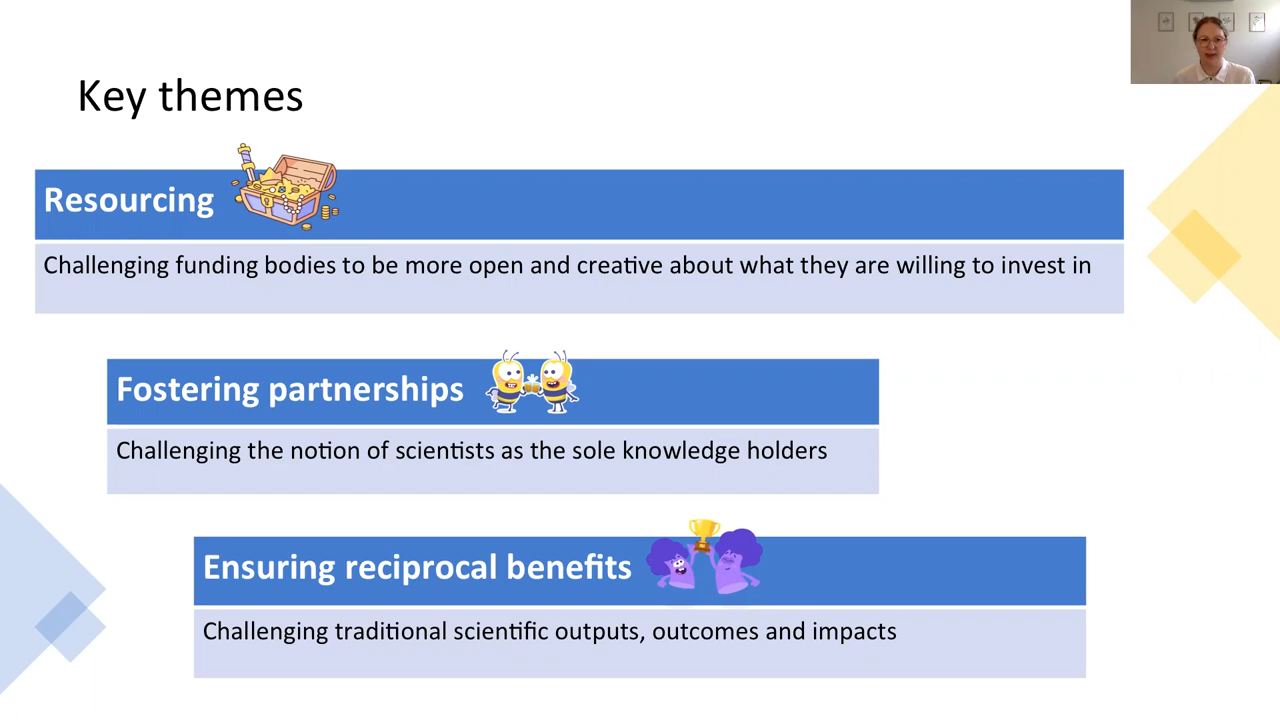 Key themes
Resourcing
Challenging funding bodies to be more open and creative about what they are willing to invest in
Fostering partnerships
Challenging the notion of scientists as the sole knowledge holders
Ensuring reciprocal benefits
Challenging traditional scientific outputs, outcomes and impacts